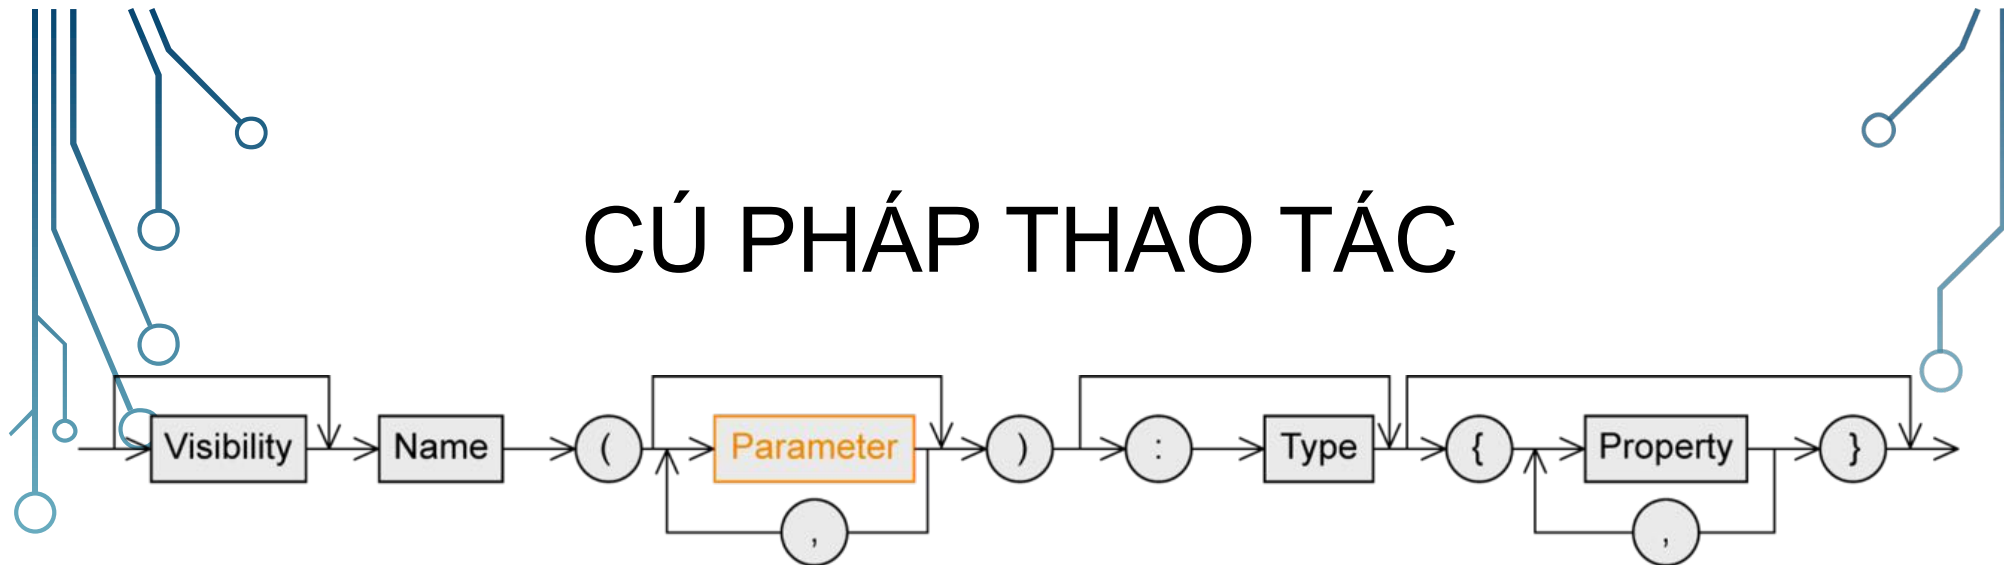 CÚ PHÁP THAO TÁC
Visibility Name ( Parameter ) : Type { Property }
, ,